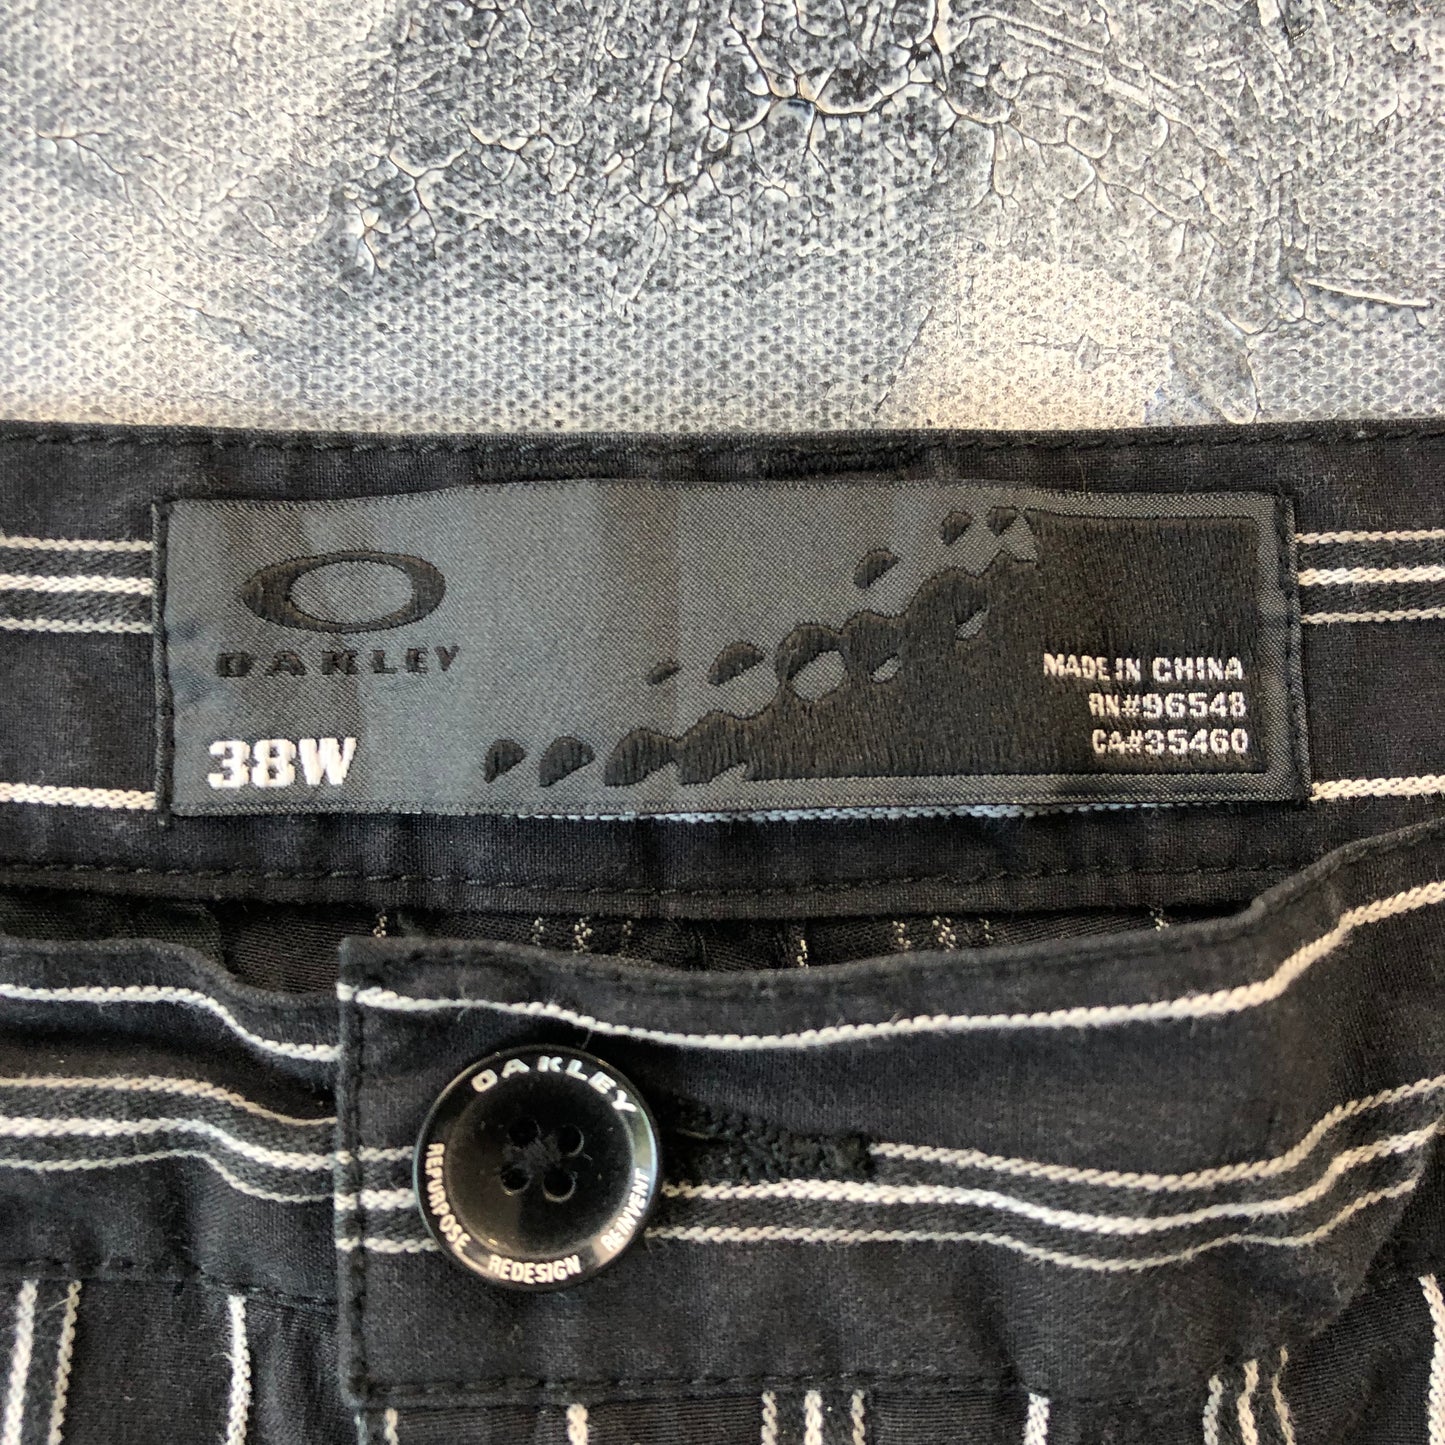 OAKLEY
38W
MADE IN CHINA
RN#96548
CA#35460
OAKLEY
REPURPOSE
REDESIGN
REINVENT